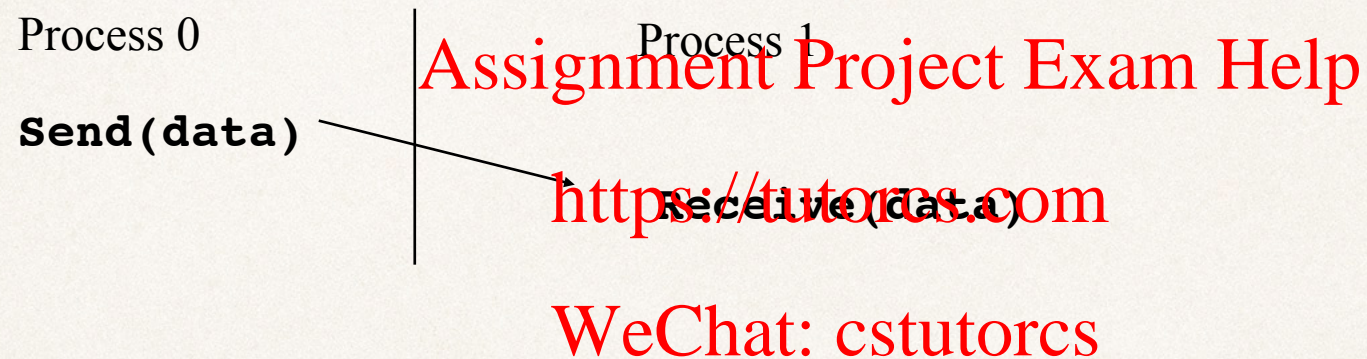 Process 0
Process 1
Assignment Project Exam Help
Send(data)
Receive(data)
https://tutorcs.com
WeChat: cstutorcs